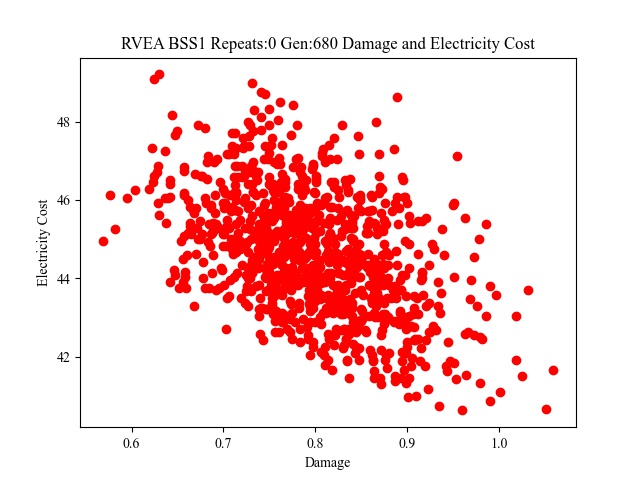 RVEA BSS1 Repeats:0 Gen:680 Damage and Electricity Cost
48
46
44
42
Electricity Cost
0.6 0.7 0.8 0.9 1.0
Damage